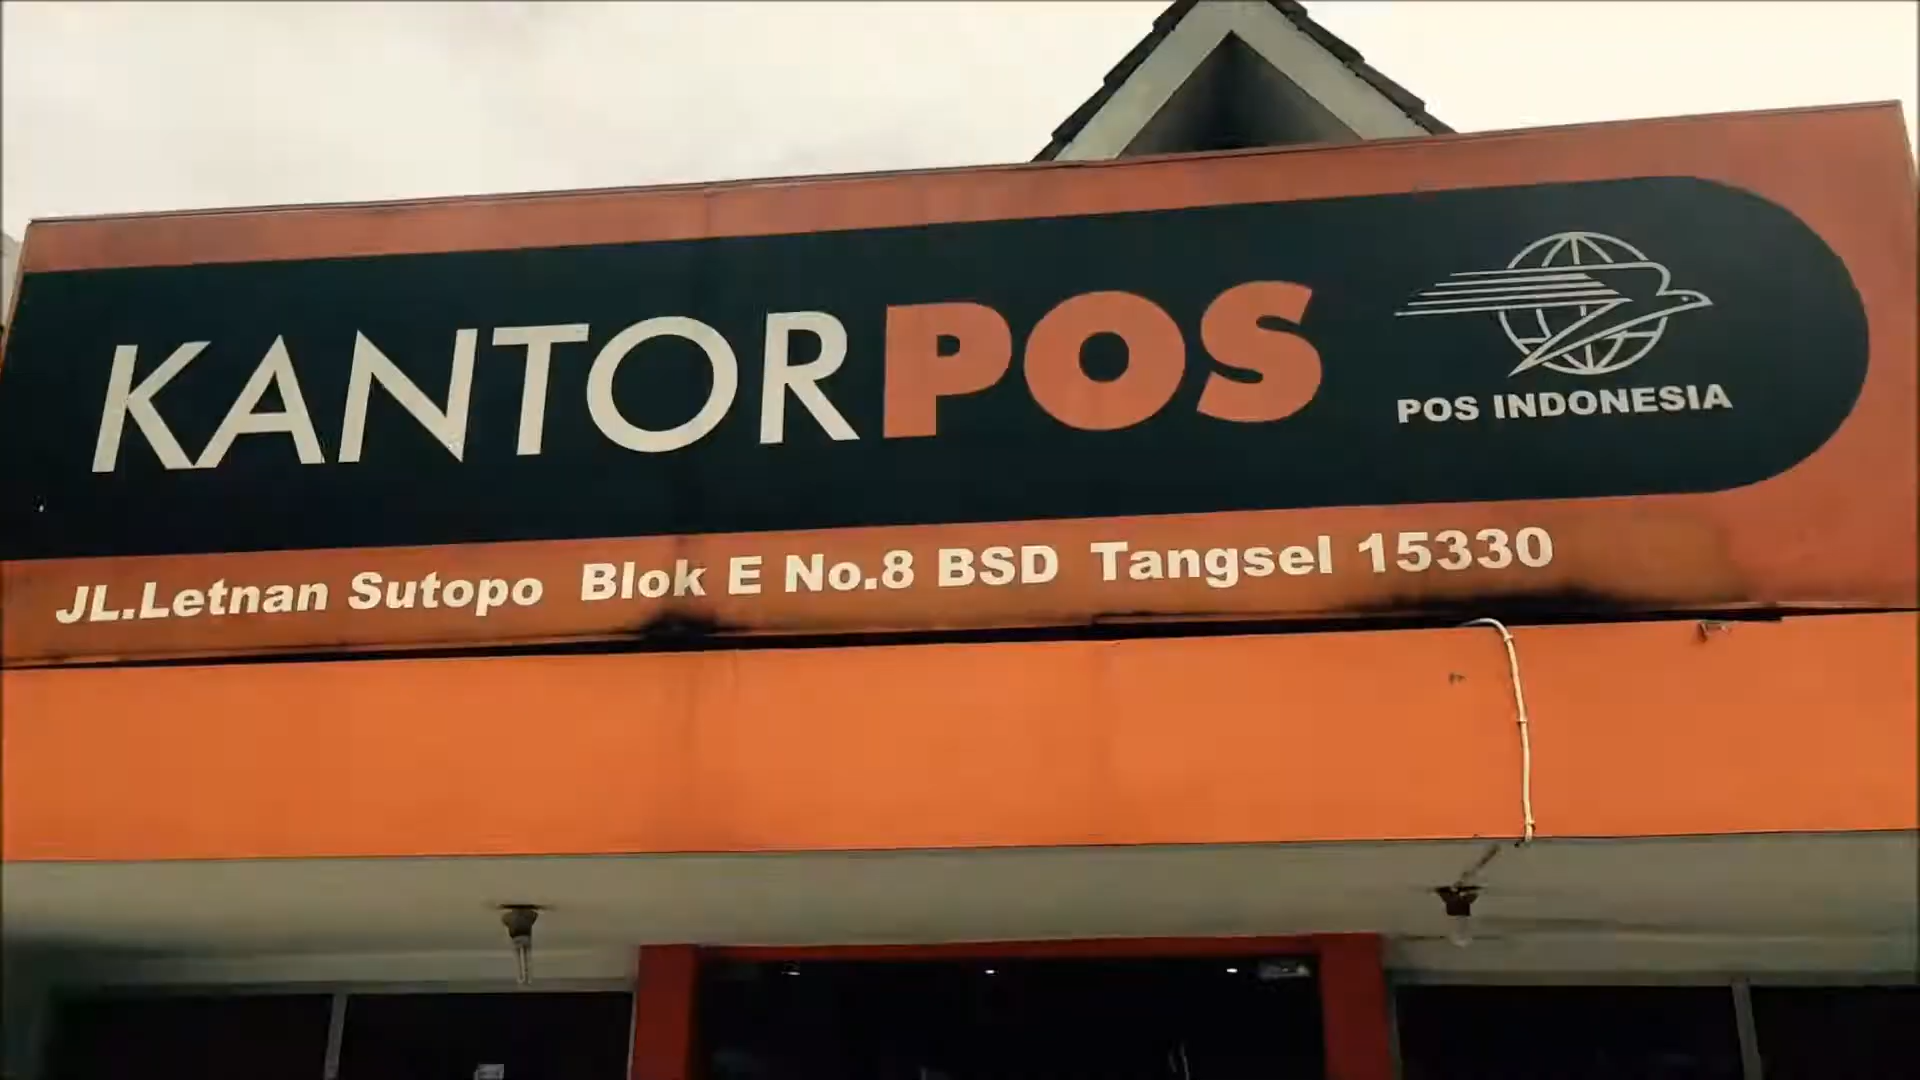 KANTORPOS
POS INDONESIA
JL.Letnan Sutopo Blok E No.8 BSD Tangsel 15330